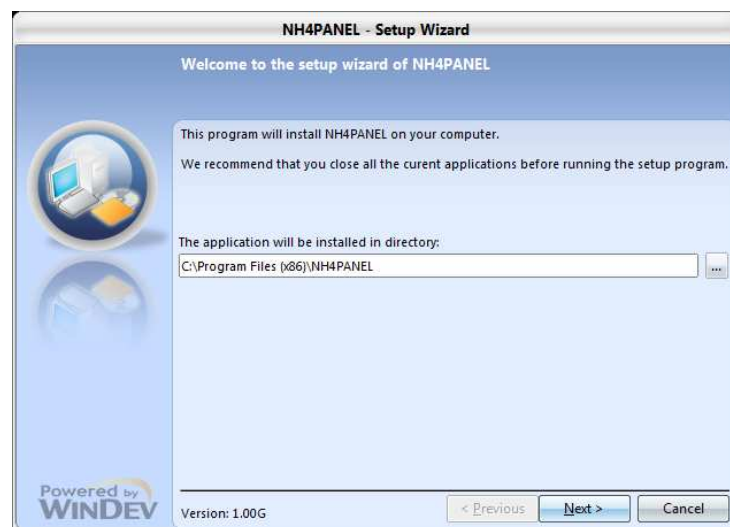 NH4PANEL - Setup Wizard
Welcome to the setup wizard of NH4PANEL
This program will install NH4PANEL on your computer.
We recommend that you close all the curent applications before running the setup program.
The application will be installed in directory:
C:\Program Files (x86)\NH4PANEL
...
Powered by
WINDEV
Version: 1.00G
< Previous
Next >
Cancel